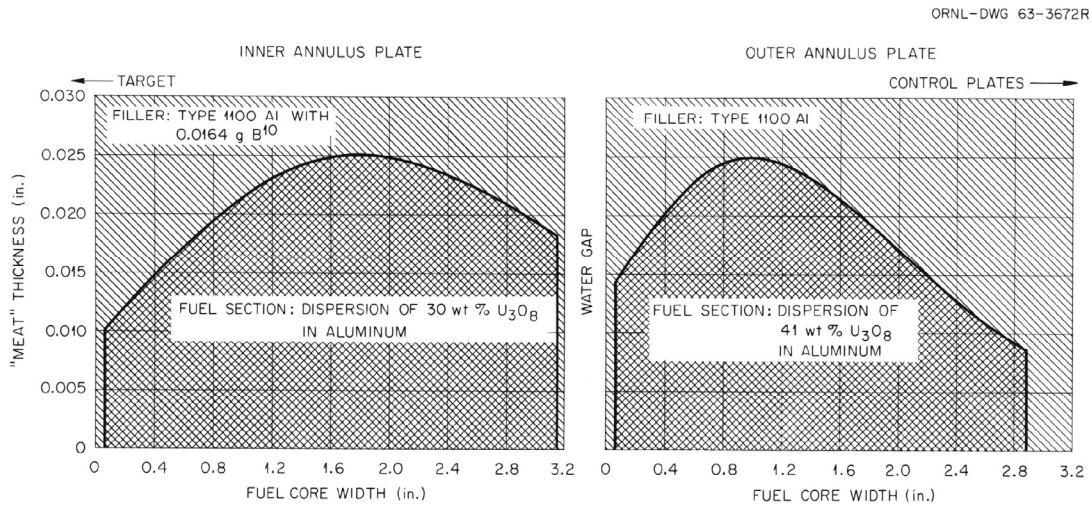 ORNL-DWG 63-3672R
INNER ANNULUS PLATE
TARGET
0.030
0.025
0.020
0.015
0.010
0.005
0
"MEAT" THICKNESS (in.)
FILLER: TYPE 1100 Al WITH
0.0164 g B¹⁰
FUEL SECTION: DISPERSION OF 30 wt % U₃O₈
IN ALUMINUM
0 0.4 0.8 1.2 1.6 2.0 2.4 2.8 3.2
FUEL CORE WIDTH (in.)
OUTER ANNULUS PLATE
CONTROL PLATES
WATER GAP
FILLER: TYPE 1100 Al
FUEL SECTION: DISPERSION OF
41 wt % U₃O₈
IN ALUMINUM
0 0.4 0.8 1.2 1.6 2.0 2.4 2.8 3.2
FUEL CORE WIDTH (in.)